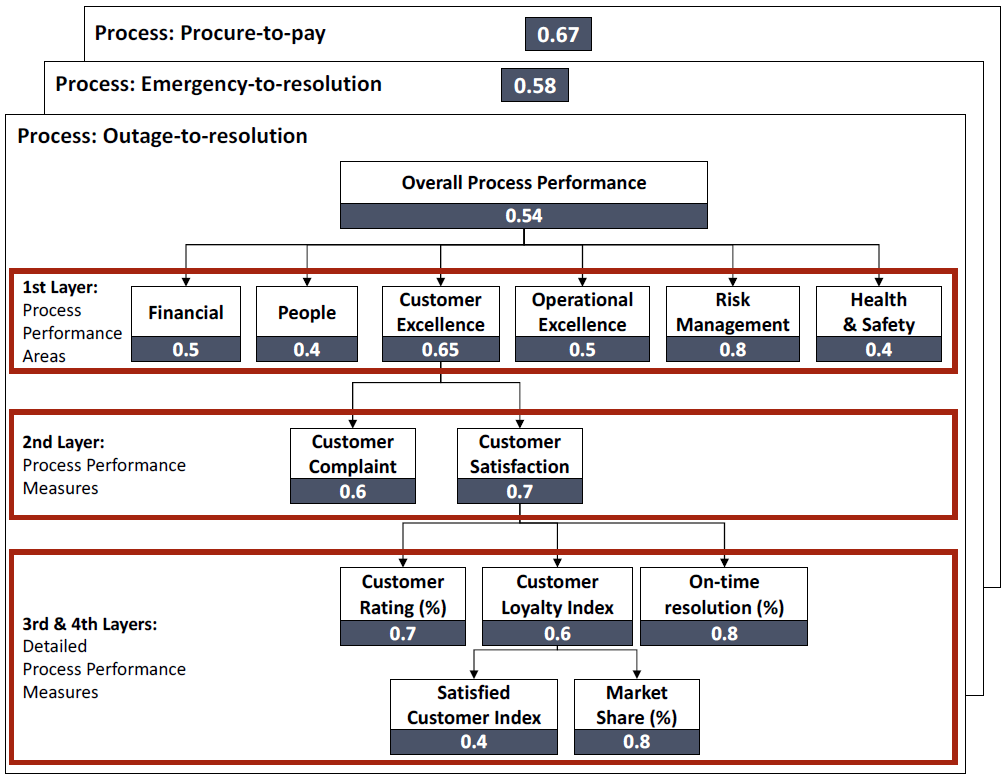 Process: Procure-to-pay
0.67
Process: Emergency-to-resolution
0.58
Process: Outage-to-resolution
Overall Process Performance
0.54
1st Layer:
Process
Performance
Areas
Financial
0.5
People
0.4
Customer
Excellence
0.65
Operational
Excellence
0.5
Risk
Management
0.8
Health
& Safety
0.4
2nd Layer:
Process Performance
Measures
Customer
Complaint
0.6
Customer
Satisfaction
0.7
3rd & 4th Layers:
Detailed
Process Performance
Measures
Customer
Rating (%)
0.7
Customer
Loyalty Index
0.6
On-time
resolution (%)
0.8
Satisfied
Customer Index
0.4
Market
Share (%)
0.8